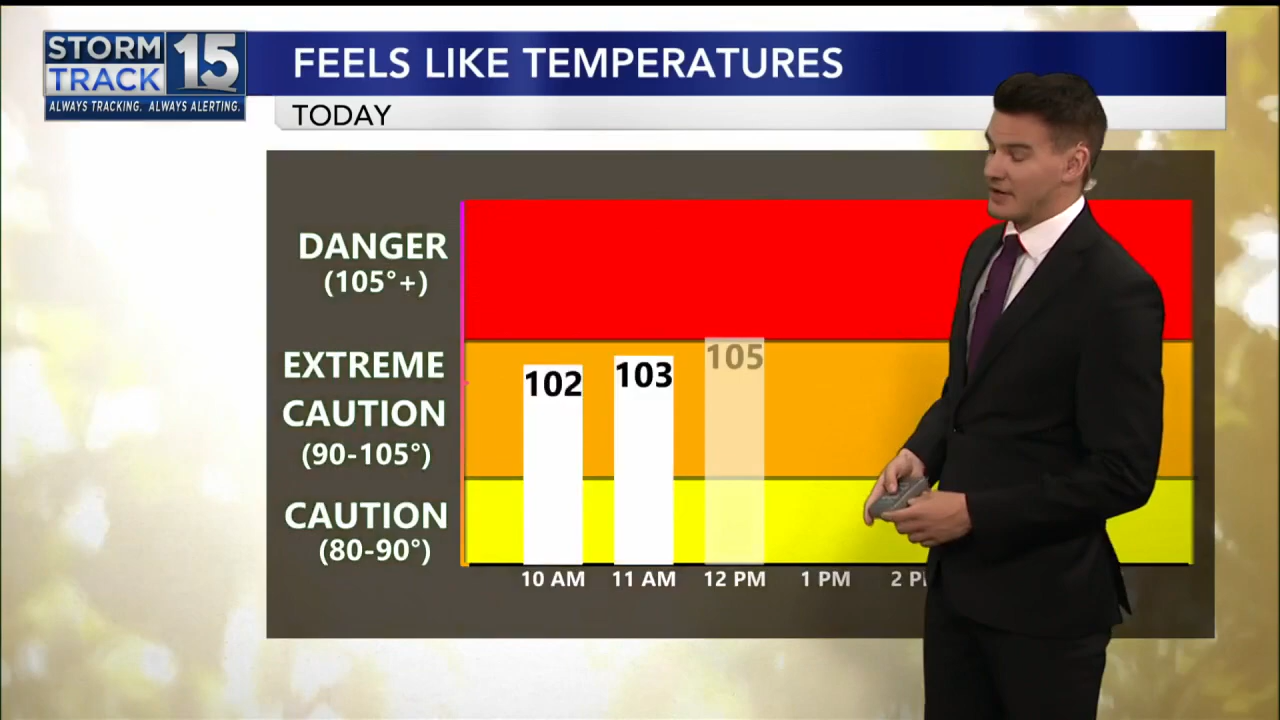 STORM
TRACK
15
ALWAYS TRACKING. ALWAYS ALERTING.
FEELS LIKE TEMPERATURES
TODAY
DANGER
(105°+)
EXTREME
CAUTION
(90-105°)
CAUTION
(80-90°)
102
103
105
10 AM
11 AM
12 PM
1 PM
2 P